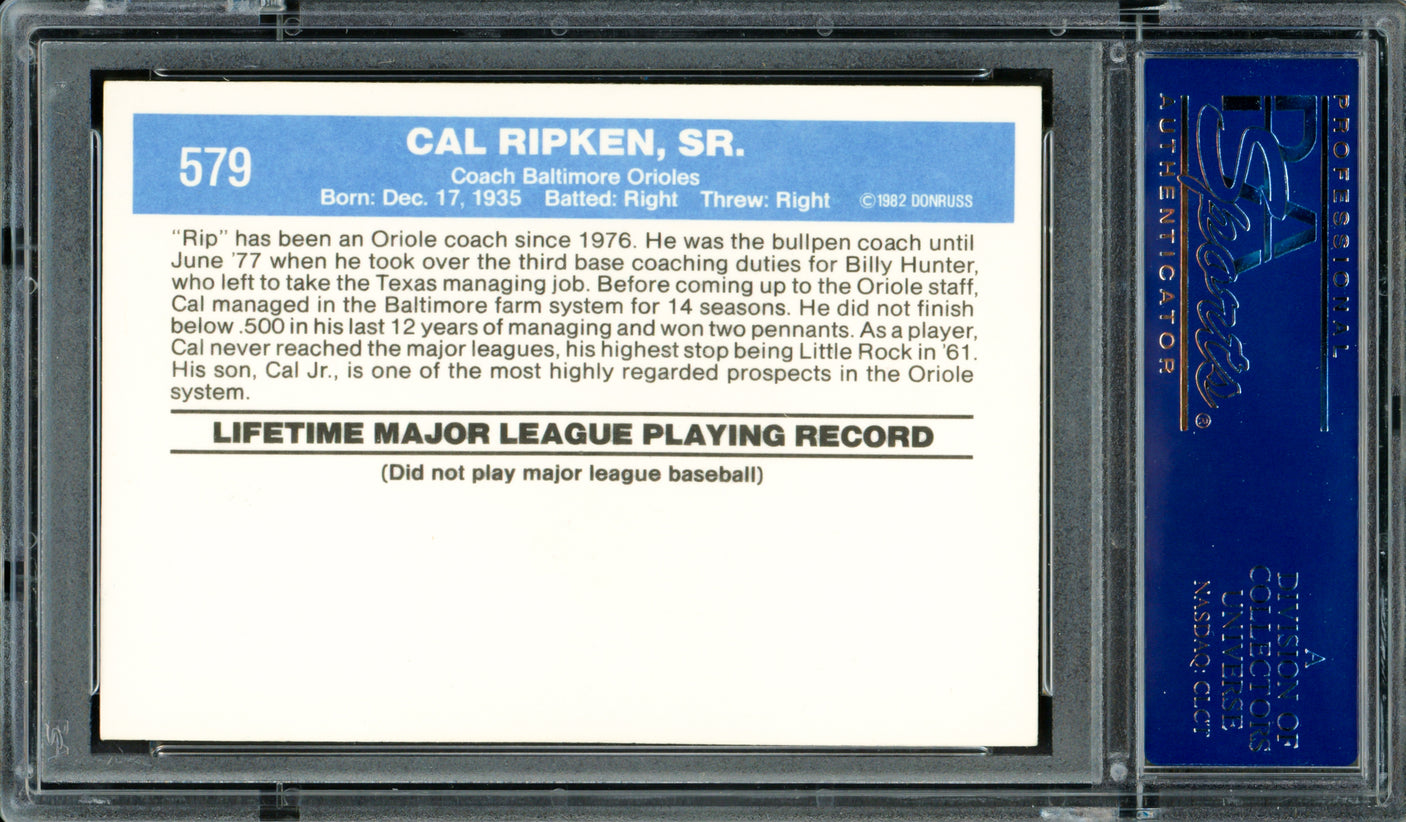 579
CAL RIPKEN, SR.
Coach Baltimore Orioles
Born: Dec. 17, 1935 Batted: Right Threw: Right ©1982 DONRUSS
"Rip" has been an Oriole coach since 1976. He was the bullpen coach until
June '77 when he took over the third base coaching duties for Billy Hunter,
who left to take the Texas managing job. Before coming up to the Oriole staff,
Cal managed in the Baltimore farm system for 14 seasons. He did not finish
below .500 in his last 12 years of managing and won two pennants. As a player,
Cal never reached the major leagues, his highest stop being Little Rock in '61.
His son, Cal Jr., is one of the most highly regarded prospects in the Oriole
system.
LIFETIME MAJOR LEAGUE PLAYING RECORD
(Did not play major league baseball)
PROFESSIONAL
PSA
Sports®
AUTHENTICATOR
A
DIVISION OF
COLLECTORS
UNIVERSE
NASDAQ: CLCT